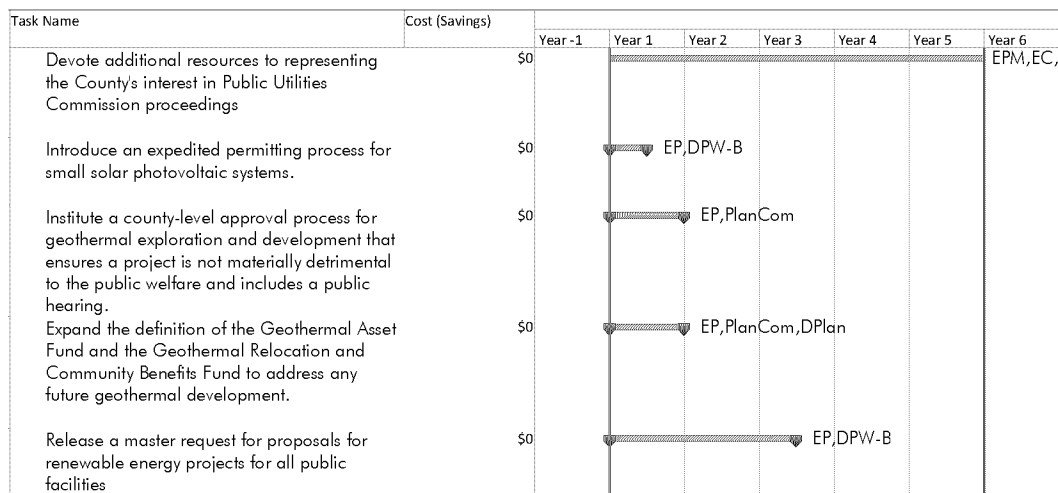 Task Name Cost (Savings)
Year -1 Year 1 Year 2 Year 3 Year 4 Year 5 Year 6
Devote additional resources to representing $0 EPM,EC,
the County's interest in Public Utilities
Commission proceedings
Introduce an expedited permitting process for $0 EP,DPW-B
small solar photovoltaic systems.
Institute a county-level approval process for $0 EP,PlanCom
geothermal exploration and development that
ensures a project is not materially detrimental
to the public welfare and includes a public
hearing.
Expand the definition of the Geothermal Asset $0 EP,PlanCom,DPlan
Fund and the Geothermal Relocation and
Community Benefits Fund to address any
future geothermal development.
Release a master request for proposals for $0 EP,DPW-B
renewable energy projects for all public
facilities